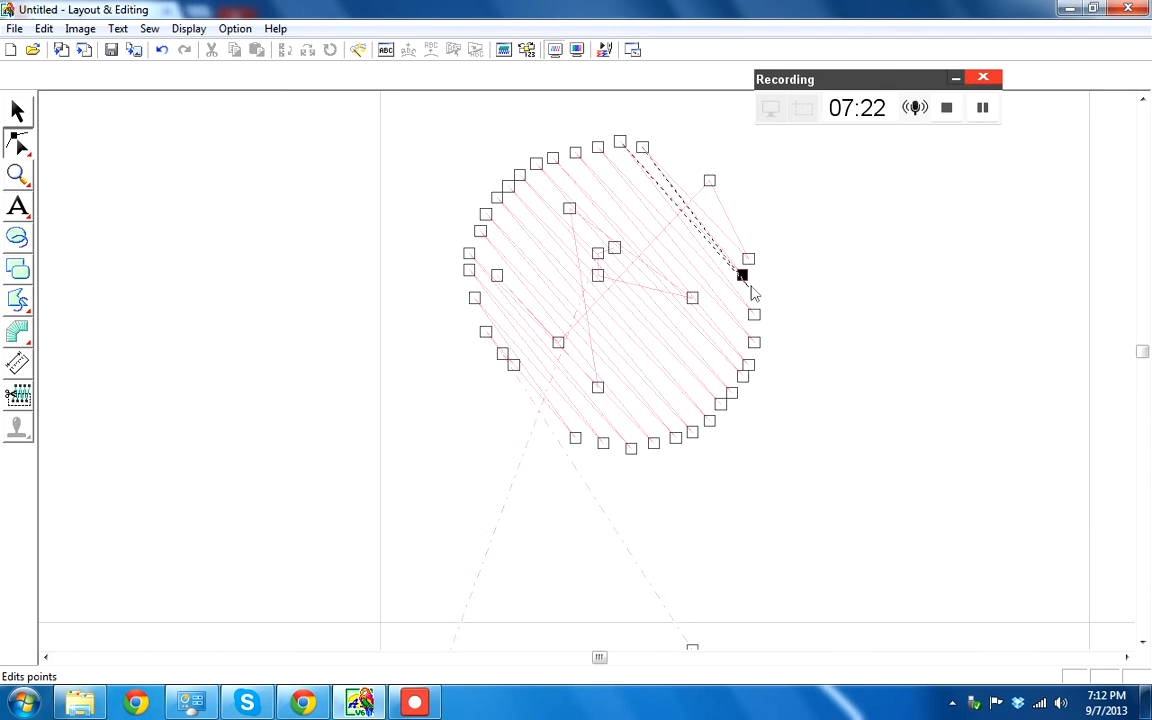 Untitled - Layout & Editing
File Edit Image Text Sew Display Option Help
ABC
Recording
07:22
A
Edits points
7:12 PM
9/7/2013